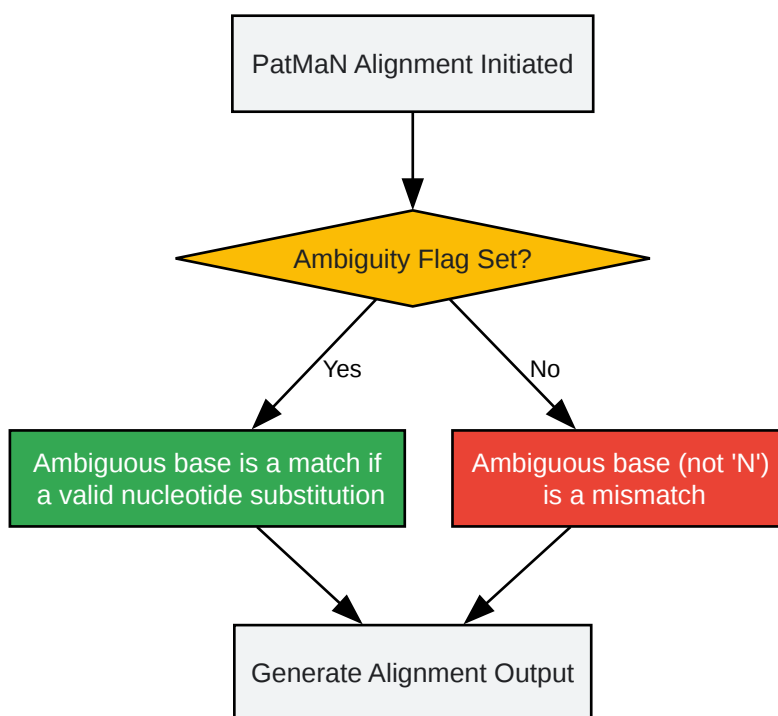 PatMaN Alignment Initiated
Ambiguity Flag Set?
Yes
No
Ambiguous base is a match if
a valid nucleotide substitution
Ambiguous base (not 'N')
is a mismatch
Generate Alignment Output